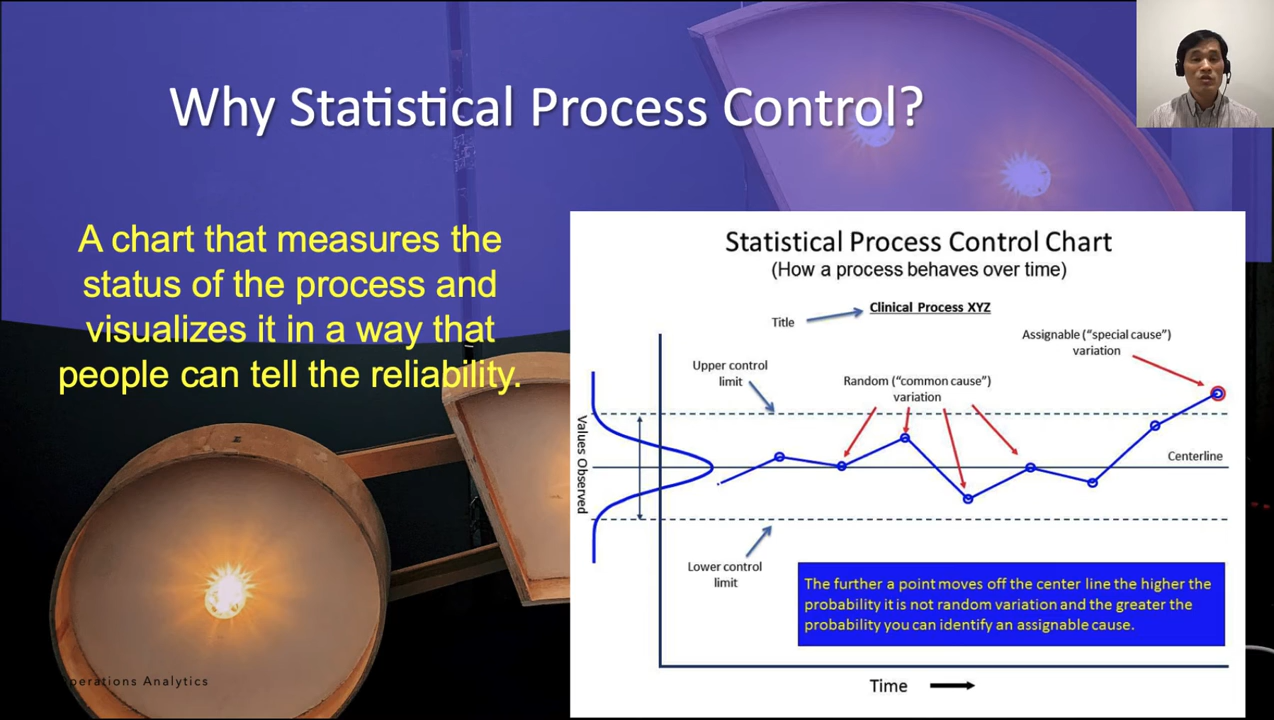 Why Statistical Process Control?
A chart that measures the
status of the process and
visualizes it in a way that
people can tell the reliability.
Statistical Process Control Chart
(How a process behaves over time)
Clinical Process XYZ
Title
Assignable (“special cause”)
variation
Upper control
limit
Random (“common cause”)
variation
Values Observed
Centerline
Lower control
limit
The further a point moves off the center line the higher the
probability it is not random variation and the greater the
probability you can identify an assignable cause.
Time
perations Analytics